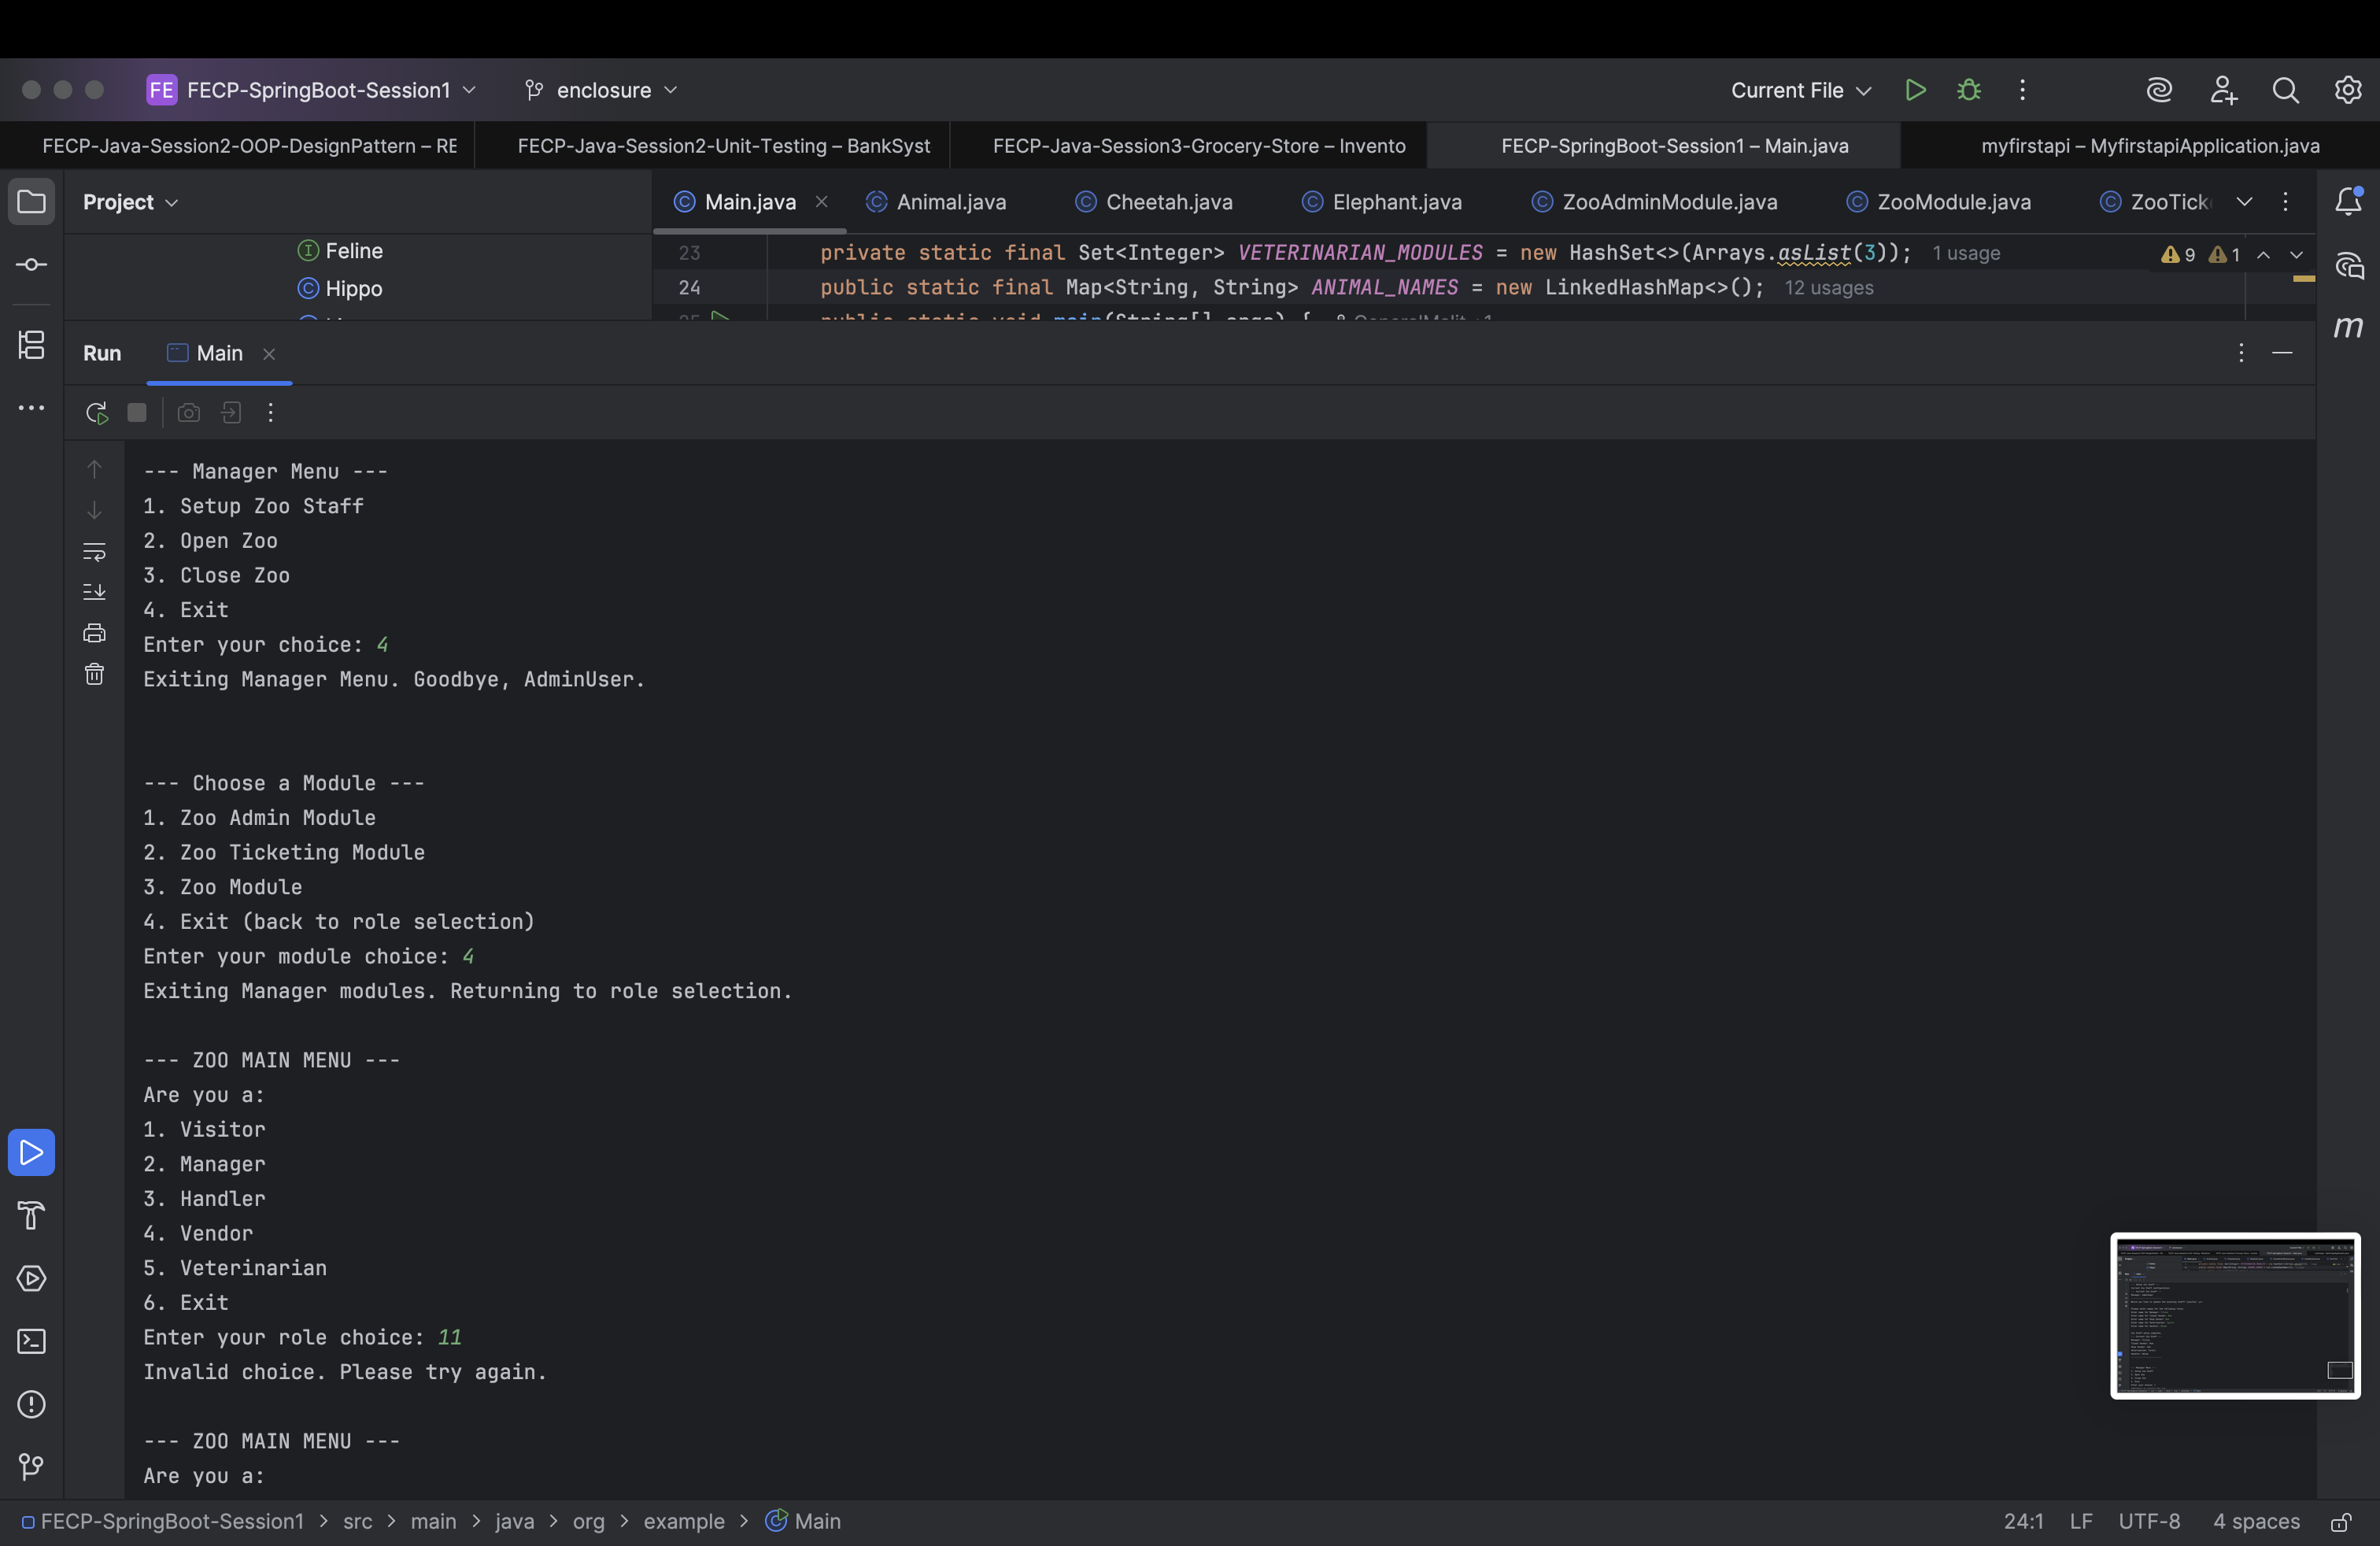 FE FECP-SpringBoot-Session1 enclosure Current File
FECP-Java-Session2-OOP-DesignPattern – RE FECP-Java-Session2-Unit-Testing – BankSyst FECP-Java-Session3-Grocery-Store – Invento FECP-SpringBoot-Session1 – Main.java myfirstapi – MyfirstapiApplication.java
Project Main.java Animal.java Cheetah.java Elephant.java ZooAdminModule.java ZooModule.java ZooTick
Feline
Hippo
23 private static final Set<Integer> VETERINARIAN_MODULES = new HashSet<>(Arrays.asList(3)); 1 usage 9 1
24 public static final Map<String, String> ANIMAL_NAMES = new LinkedHashMap<>(); 12 usages
25 public static void main(String[] args) {
Run Main
--- Manager Menu ---
1. Setup Zoo Staff
2. Open Zoo
3. Close Zoo
4. Exit
Enter your choice: 4
Exiting Manager Menu. Goodbye, AdminUser.
--- Choose a Module ---
1. Zoo Admin Module
2. Zoo Ticketing Module
3. Zoo Module
4. Exit (back to role selection)
Enter your module choice: 4
Exiting Manager modules. Returning to role selection.
--- ZOO MAIN MENU ---
Are you a:
1. Visitor
2. Manager
3. Handler
4. Vendor
5. Veterinarian
6. Exit
Enter your role choice: 11
Invalid choice. Please try again.
--- ZOO MAIN MENU ---
Are you a:
FECP-SpringBoot-Session1 > src > main > java > org > example > Main 24:1 LF UTF-8 4 spaces